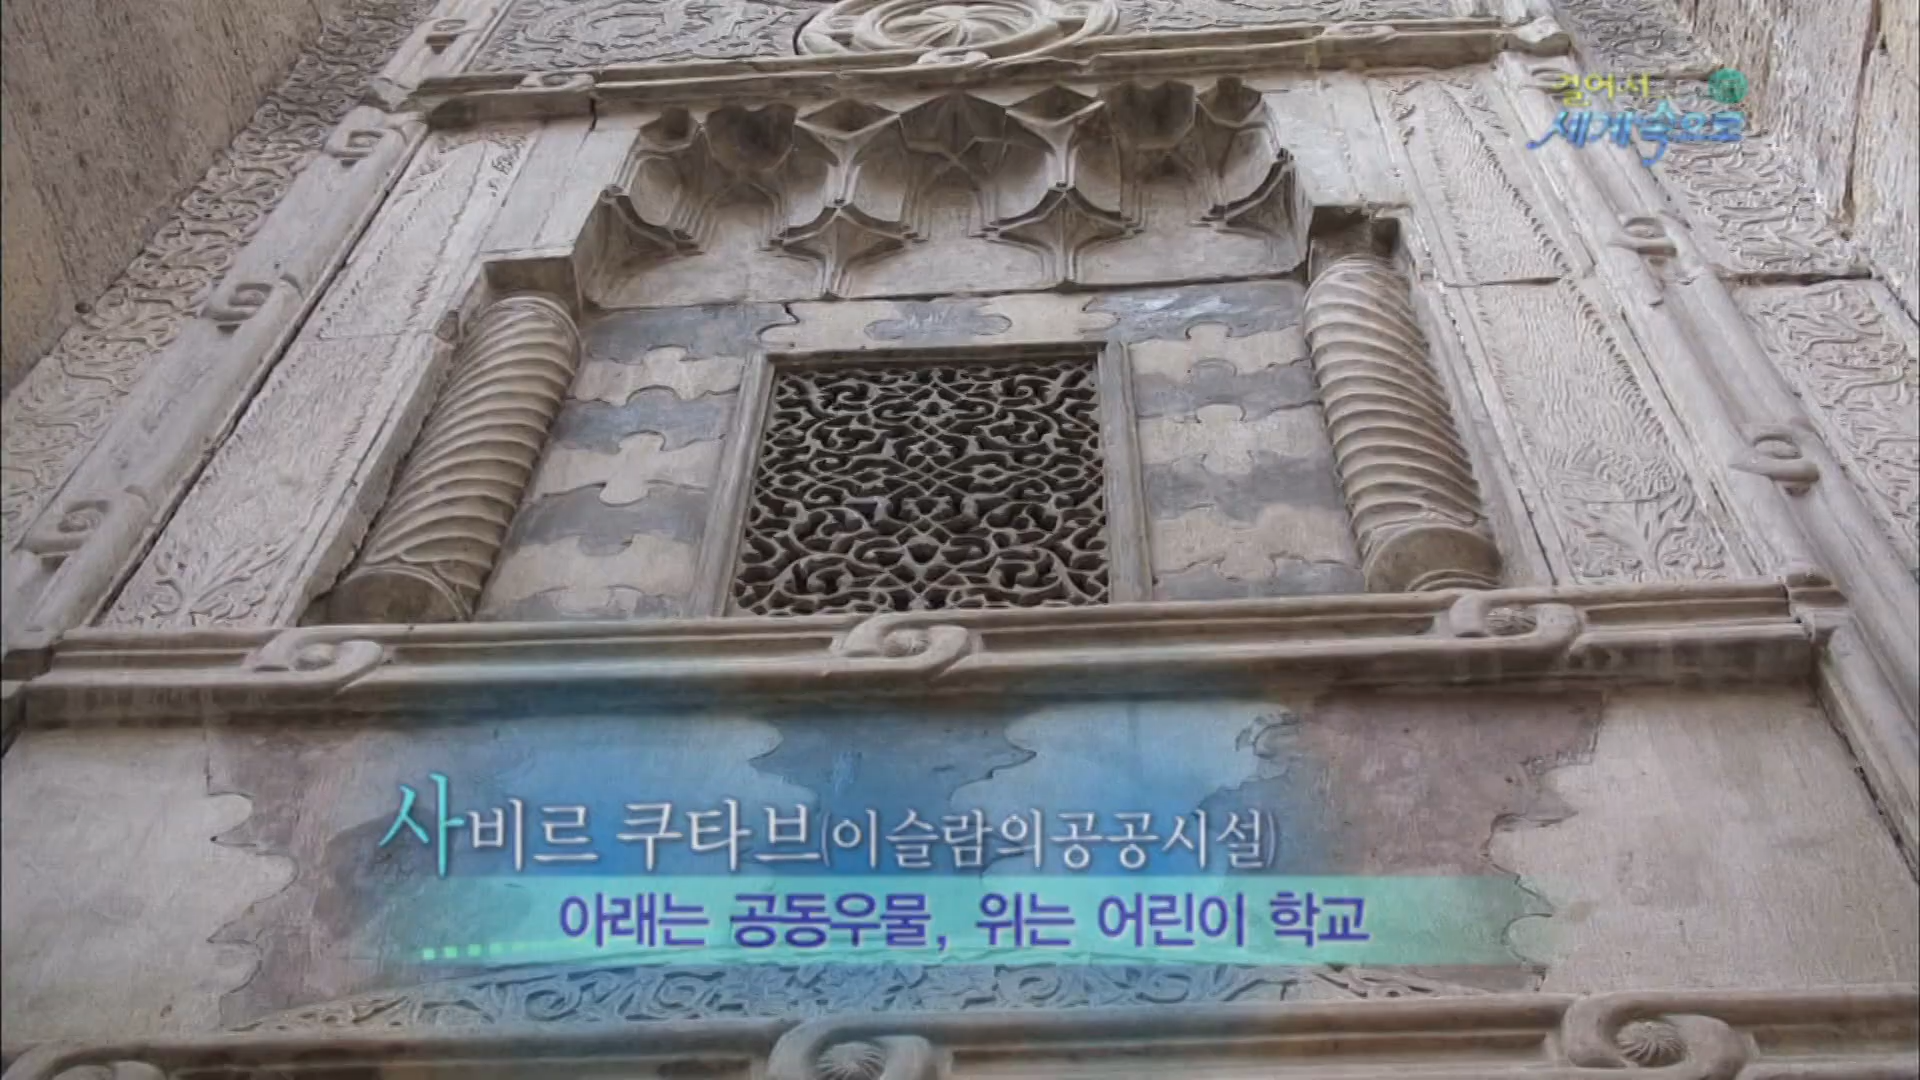 걸어서
세계속으로
사비르 쿠타브(이슬람의공공시설)
아래는 공동우물, 위는 어린이 학교